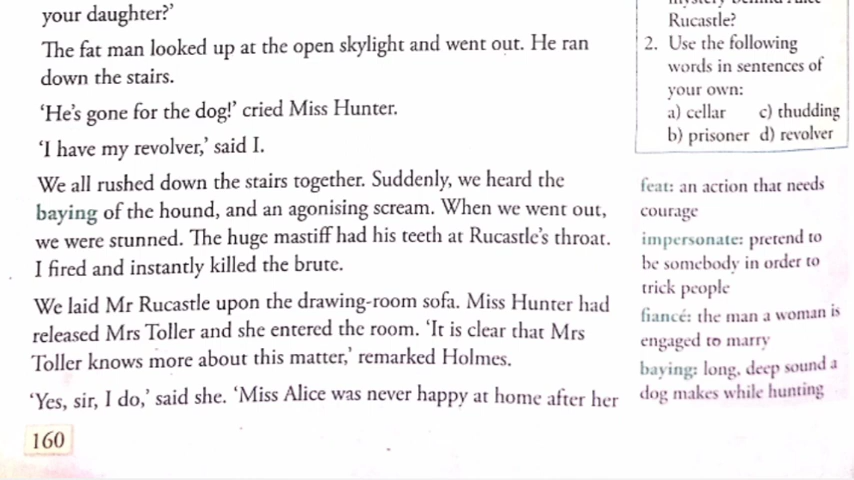 your daughter?'
The fat man looked up at the open skylight and went out. He ran
down the stairs.
'He's gone for the dog!' cried Miss Hunter.
'I have my revolver,' said I.
We all rushed down the stairs together. Suddenly, we heard the
baying of the hound, and an agonising scream. When we went out,
we were stunned. The huge mastiff had his teeth at Rucastle's throat.
I fired and instantly killed the brute.
We laid Mr Rucastle upon the drawing-room sofa. Miss Hunter had
released Mrs Toller and she entered the room. 'It is clear that Mrs
Toller knows more about this matter,' remarked Holmes.
'Yes, sir, I do,' said she. 'Miss Alice was never happy at home after her
160
Rucastle?
2. Use the following
words in sentences of
your own:
a) cellar c) thudding
b) prisoner d) revolver
feat: an action that needs
courage
impersonate: pretend to
be somebody in order to
trick people
fiancé: the man a woman is
engaged to marry
baying: long, deep sound a
dog makes while hunting